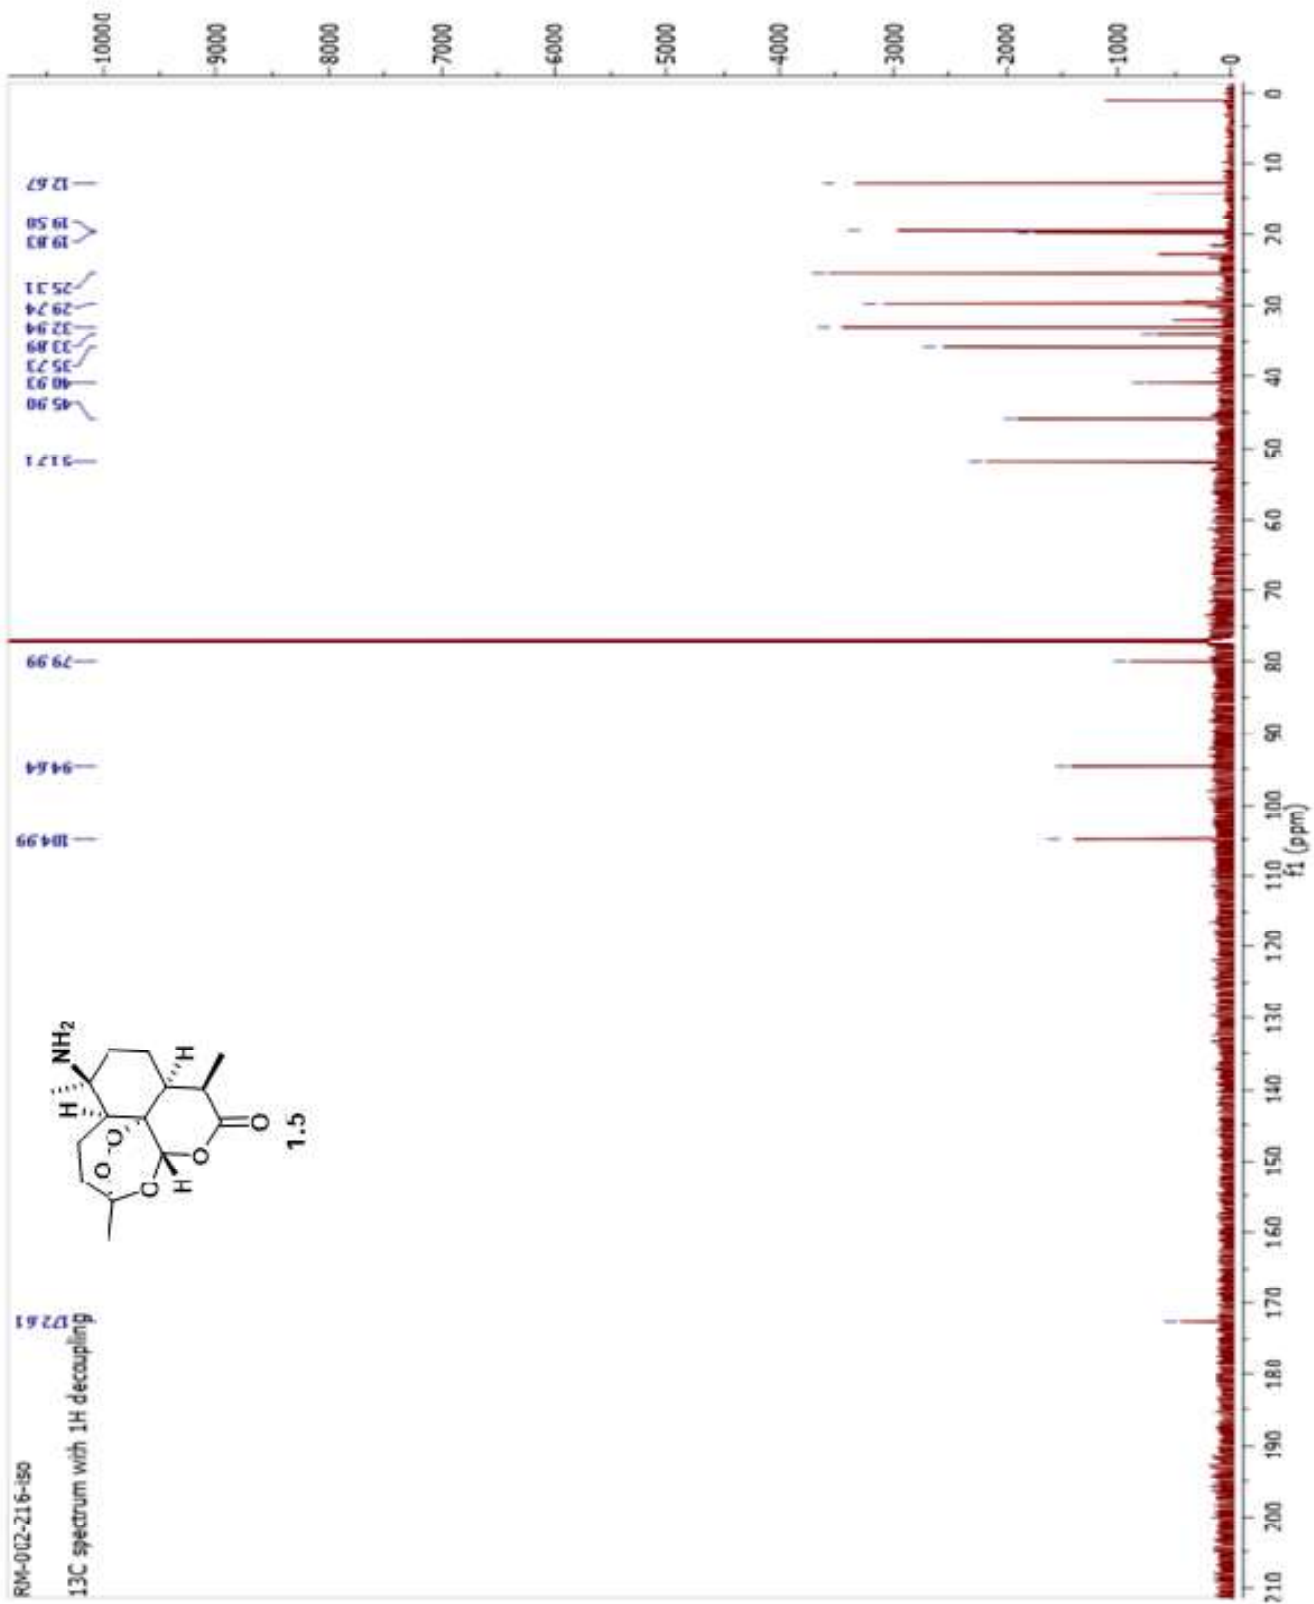 RM-002-216-iso
13C spectrum with 1H decoupling
172.61
104.99
94.64
79.99
51.71
45.90
40.93
35.73
33.89
32.94
29.74
25.31
19.83
19.58
12.67
NH₂
H
H
O
O
O
H
O
O
1.5
10000
9000
8000
7000
6000
5000
4000
3000
2000
1000
0
210 200 190 180 170 160 150 140 130 120 110 100 90 80 70 60 50 40 30 20 10 0
f1 (ppm)